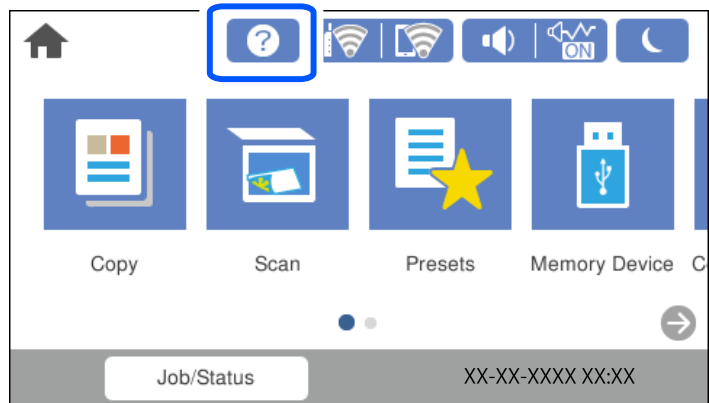 ?
ON
Copy Scan Presets Memory Device C
Job/Status XX-XX-XXXX XX:XX